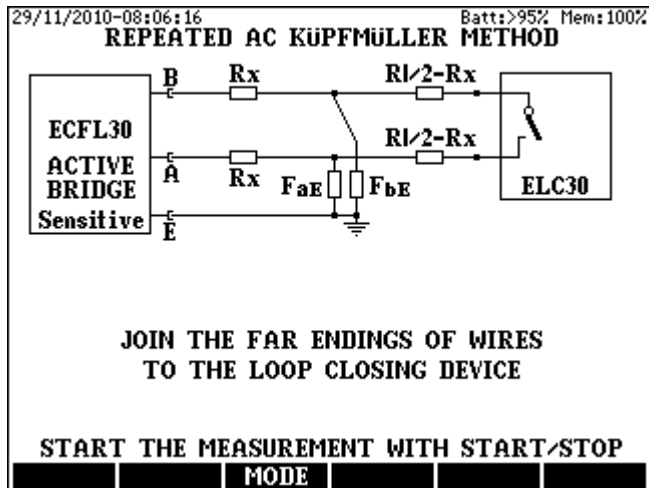 29/11/2010-08:06:16 Batt:>95% Mem:100%
REPEATED AC KÜPFMÜLLER METHOD
B Rx Rl/2-Rx
ECFL30
Rl/2-Rx
ACTIVE A
BRIDGE Rx FaE FbE ELC30
Sensitive E
JOIN THE FAR ENDINGS OF WIRES
TO THE LOOP CLOSING DEVICE
START THE MEASUREMENT WITH START/STOP
MODE